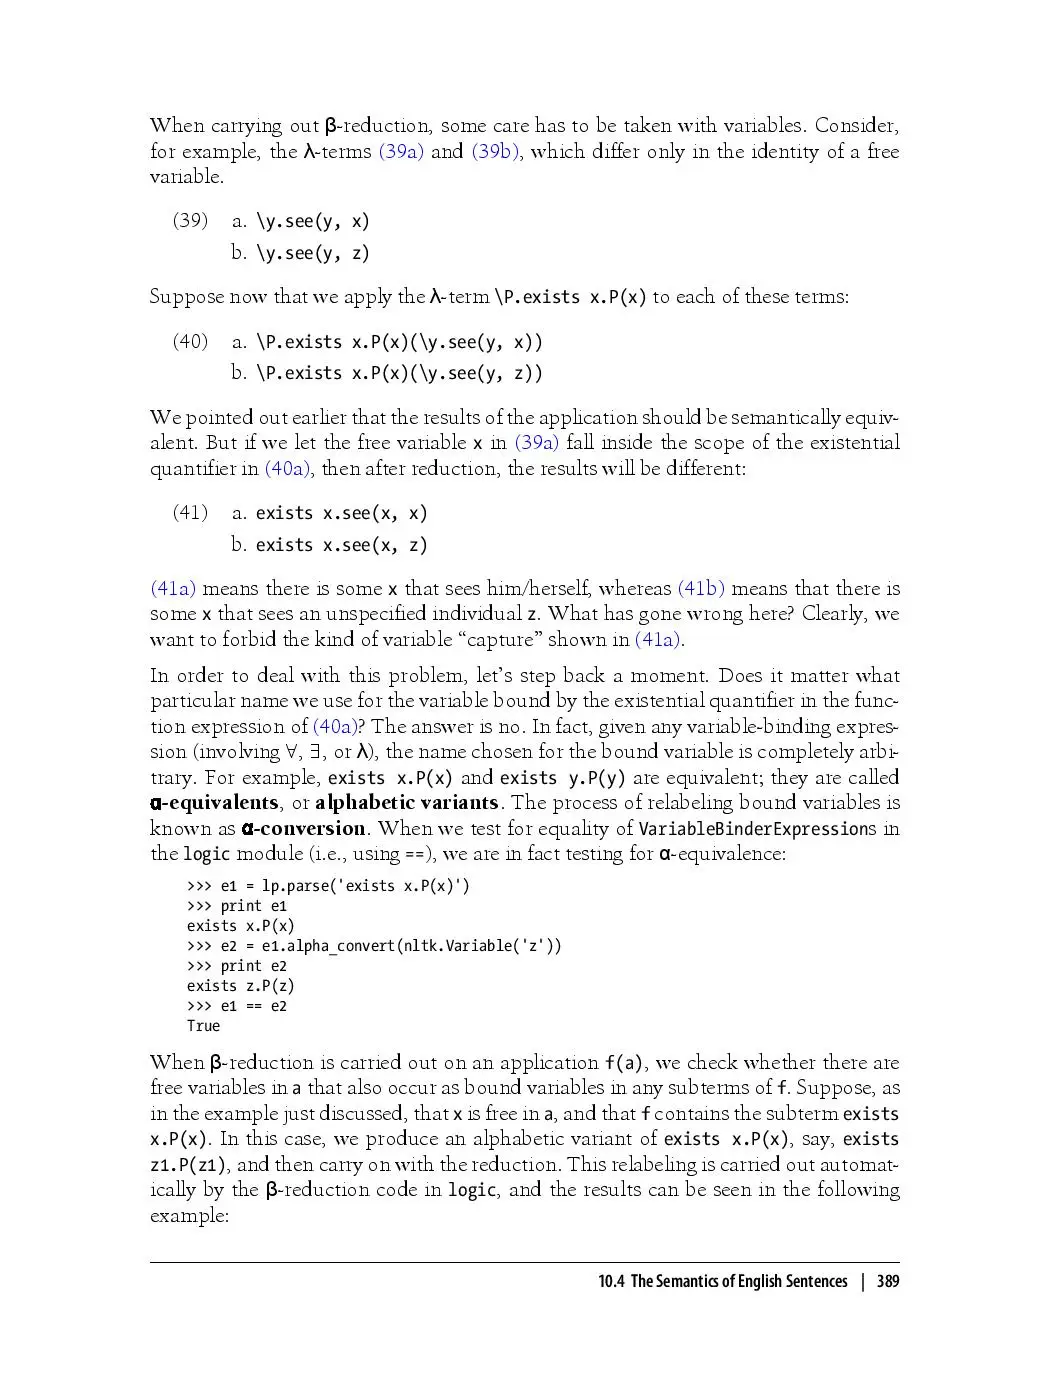 When carrying out β-reduction, some care has to be taken with variables. Consider,
for example, the λ-terms (39a) and (39b), which differ only in the identity of a free
variable.
(39) a. \y.see(y, x)
b. \y.see(y, z)
Suppose now that we apply the λ-term \P.exists x.P(x) to each of these terms:
(40) a. \P.exists x.P(x)(\y.see(y, x))
b. \P.exists x.P(x)(\y.see(y, z))
We pointed out earlier that the results of the application should be semantically equiv-
alent. But if we let the free variable x in (39a) fall inside the scope of the existential
quantifier in (40a), then after reduction, the results will be different:
(41) a. exists x.see(x, x)
b. exists x.see(x, z)
(41a) means there is some x that sees him/herself, whereas (41b) means that there is
some x that sees an unspecified individual z. What has gone wrong here? Clearly, we
want to forbid the kind of variable “capture” shown in (41a).
In order to deal with this problem, let’s step back a moment. Does it matter what
particular name we use for the variable bound by the existential quantifier in the func-
tion expression of (40a)? The answer is no. In fact, given any variable-binding expres-
sion (involving ∀, ∃, or λ), the name chosen for the bound variable is completely arbi-
trary. For example, exists x.P(x) and exists y.P(y) are equivalent; they are called
α-equivalents, or alphabetic variants. The process of relabeling bound variables is
known as α-conversion. When we test for equality of VariableBinderExpressions in
the logic module (i.e., using ==), we are in fact testing for α-equivalence:
>>> e1 = lp.parse('exists x.P(x)')
>>> print e1
exists x.P(x)
>>> e2 = e1.alpha_convert(nltk.Variable('z'))
>>> print e2
exists z.P(z)
>>> e1 == e2
True
When β-reduction is carried out on an application f(a), we check whether there are
free variables in a that also occur as bound variables in any subterms of f. Suppose, as
in the example just discussed, that x is free in a, and that f contains the subterm exists
x.P(x). In this case, we produce an alphabetic variant of exists x.P(x), say, exists
z1.P(z1), and then carry on with the reduction. This relabeling is carried out automat-
ically by the β-reduction code in logic, and the results can be seen in the following
example:
10.4 The Semantics of English Sentences | 389